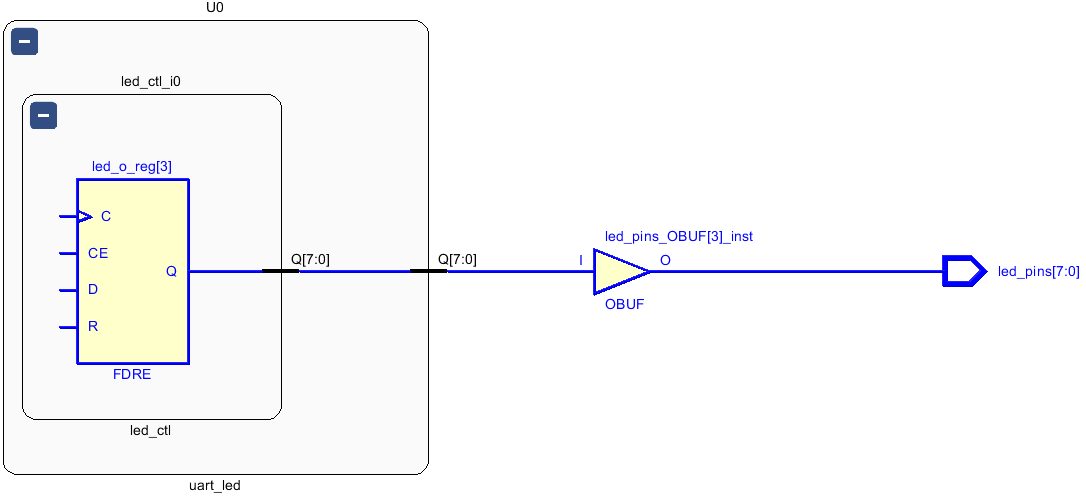 U0
led_ctl_i0
led_o_reg[3]
C
CE
D
R
Q
FDRE
led_ctl
uart_led
Q[7:0]
Q[7:0]
led_pins_OBUF[3]_inst
I
O
OBUF
led_pins[7:0]